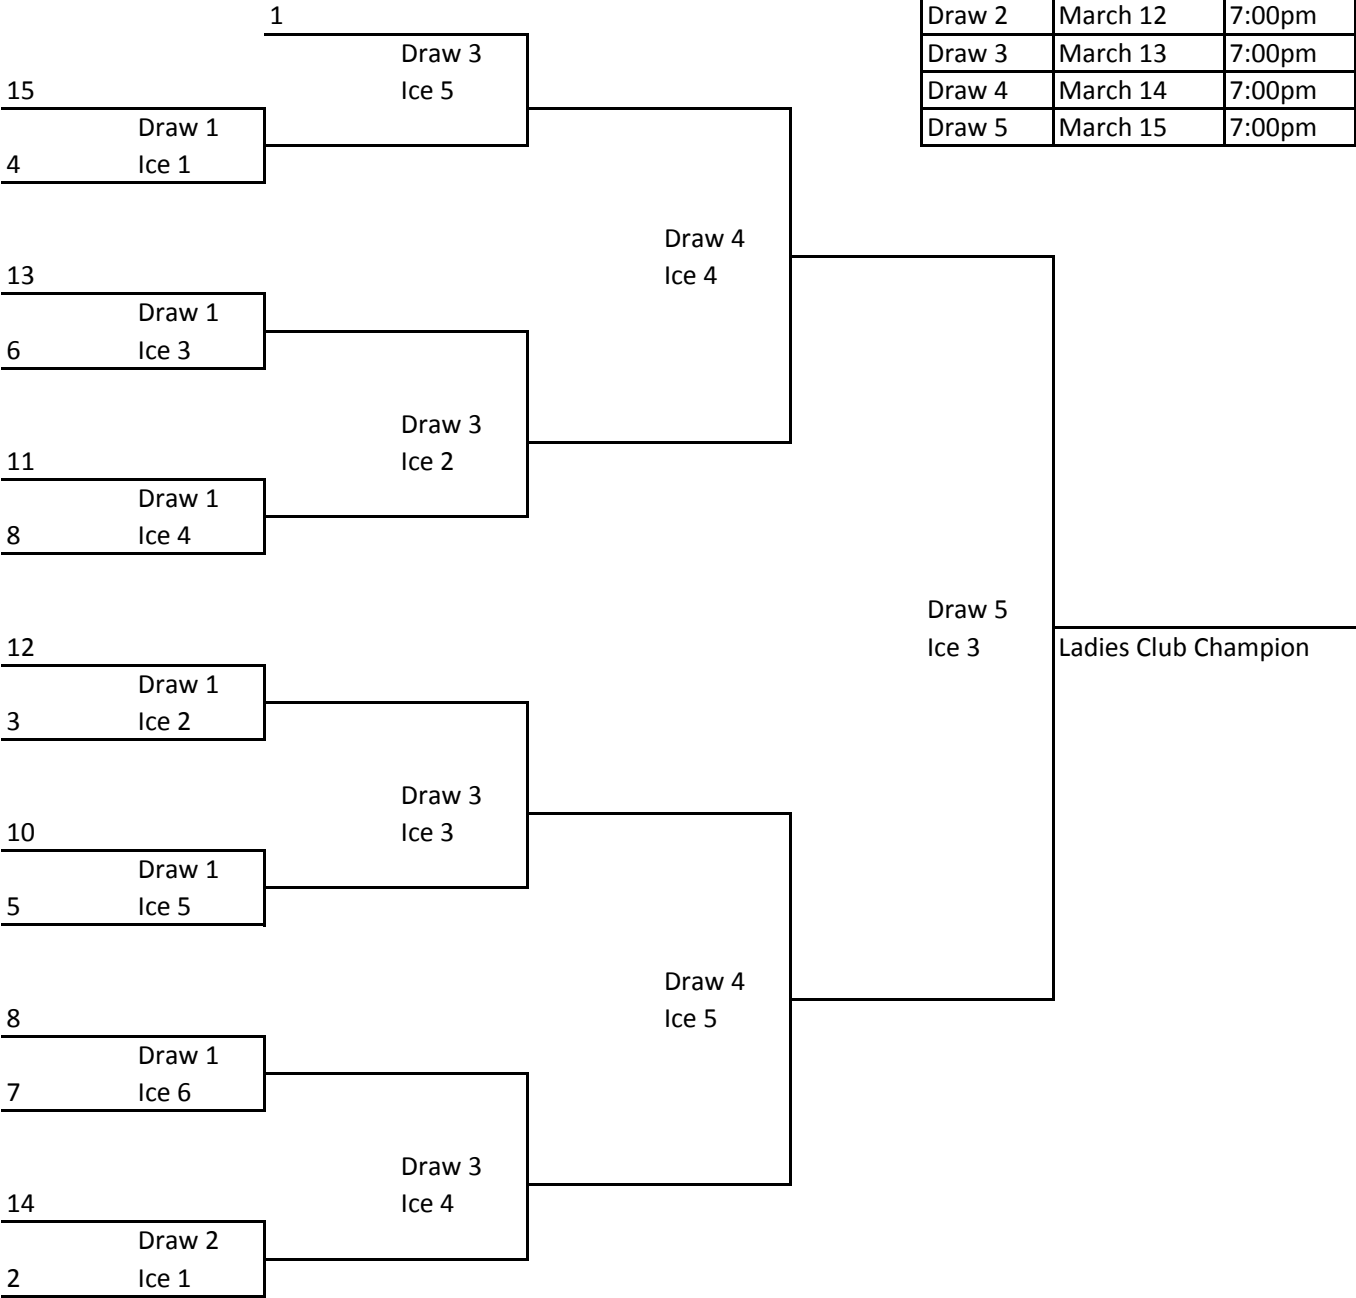 1
Draw 2 March 12 7:00pm
Draw 3
Draw 3 March 13 7:00pm
15
Ice 5
Draw 4 March 14 7:00pm
Draw 1
Draw 5 March 15 7:00pm
4 Ice 1
Draw 4
13
Ice 4
Draw 1
6 Ice 3
Draw 3
11
Ice 2
Draw 1
8 Ice 4
Draw 5
12
Ice 3
Ladies Club Champion
Draw 1
3 Ice 2
Draw 3
10
Ice 3
Draw 1
5 Ice 5
Draw 4
8
Ice 5
Draw 1
7 Ice 6
Draw 3
14
Ice 4
Draw 2
2 Ice 1